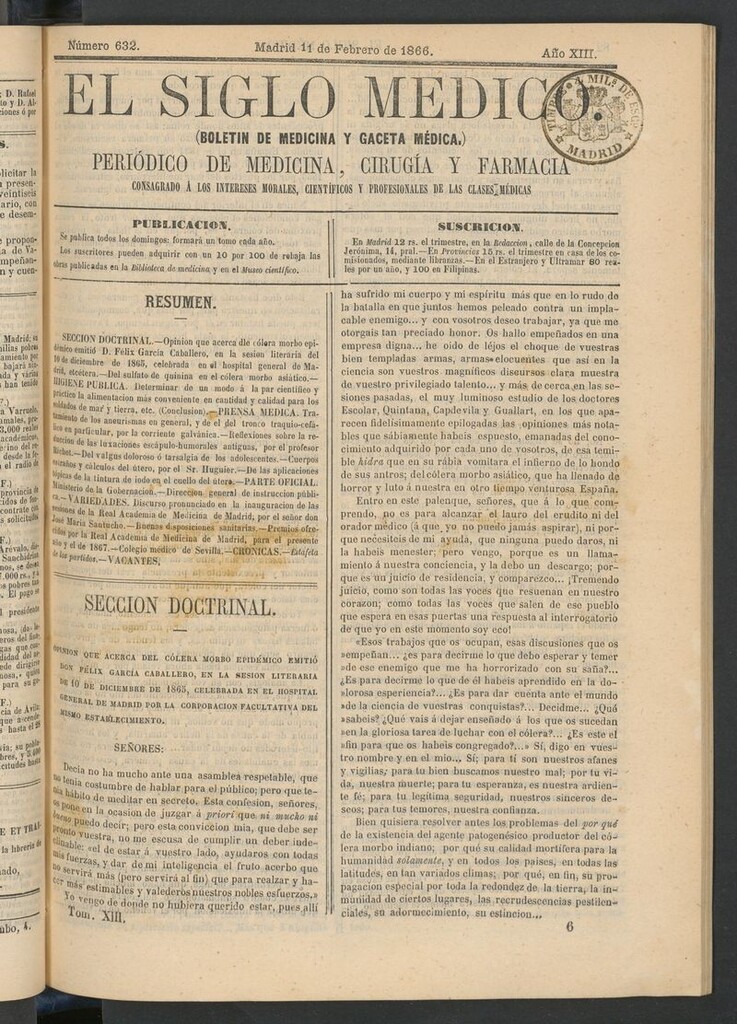 Número 632.
Madrid 11 de Febrero de 1866.
Año XIII.
EL SIGLO MEDICO
(BOLETIN DE MEDICINA Y GACETA MÉDICA.)
PERIÓDICO DE MEDICINA, CIRUGÍA Y FARMACIA
CONSAGRADO Á LOS INTERESES MORALES, CIENTÍFICOS Y PROFESIONALES DE LAS CLASES MÉDICAS
PUBLICACION.
Se publica todos los domingos: formará un tomo cada año.
Los suscritores pueden adquirir con un 10 por 100 de rebaja las
obras publicadas en la Biblioteca de medicina y en el Museo científico.
SUSCRICION.
En Madrid 12 rs. el trimestre, en la Redaccion, calle de la Concepcion
Jerónima, 14, pral.—En Provincias 15 rs. el trimestre en casa de los co-
misionados, mediante libranzas.—En el Estranjero y Ultramar 80 rea-
les por un año, y 100 en Filipinas.
RESUMEN.
SECCION DOCTRINAL.—Opinion que acerca dle cólera morbo epi-
démico emitió D. Félix García Caballero, en la sesion literaria del
10 de diciembre de 1865, celebrada en el hospital general de Ma-
drid, etcétera.—Del sulfato de quinina en el cólera morbo asiático.—
HIGIENE PUBLICA. Determinar de un modo á la par científico y
práctico la alimentacion mas conveniente en cantidad y calidad para los
soldados de mar y tierra, etc. (Conclusion).—PRENSA MEDICA. Tra-
tamiento de los aneurismas en general, y de el del tronco traquio-cefá-
lico en particular, por la corriente galvánica.—Reflexiones sobre la re-
duccion de las luxaciones escápulo-humorales antiguas, por el profesor
Michet.—Del valgus doloroso ó tarsalgia de los adolescentes.—Cuerpos
estraños y cálculos del útero, por el Sr. Huguier.—De las aplicaciones
tópicas de la tintura de iodo en el cuello del útero.—PARTE OFICIAL.
Ministerio de la Gobernacion.—Direccion general de instruccion públi-
ca.—VARIEDADES. Discurso pronunciado en la inauguracion de las
sesiones de la Real Academia de Medicina de Madrid, por el señor don
José María Santucho.—Buenas disposiciones sanitarias.—Premios ofre-
cidos por la Real Academia de Medicina de Madrid, para el presente
año y el de 1867.—Colegio médico de Sevilla.—CRONICAS.—Estafeta
de los partidos.—VACANTES.
SECCION DOCTRINAL.
OPINION QUE ACERCA DEL CÓLERA MORBO EPIDÉMICO EMITIÓ
DON FÉLIX GARCÍA CABALLERO, EN LA SESION LITERARIA
DE 10 DE DICIEMBRE DE 1865, CELEBRADA EN EL HOSPITAL
GENERAL DE MADRID POR LA CORPORACION FACULTATIVA DEL
MISMO ESTABLECIMIENTO.
SEÑORES:
Decia no ha mucho ante una asamblea respetable, que
no tenia costumbre de hablar para el público; pero que te-
nia hábito de meditar en secreto. Esta confesion, señores,
os pone en la ocasion de juzgar à priori que ni mucho ni
bueno puedo decir; pero esta conviccion mia, que debe ser
pronto vuestra, no me escusa de cumplir un deber inde-
clinable: «el de estar á vuestro lado, ayudaros con todas
mis fuerzas, y dar de mi inteligencia el fruto acerbo que
no servirá más (pero servirá al fin) que para realzar y ha-
cer más estimables y valederos nuestros nobles esfuerzos.»
Yo vengo de donde no hubiera querido estar, pues allí
Tom. XIII.
ha sufrido mi cuerpo y mi espíritu más que en lo rudo de
la batalla en que juntos hemos peleado contra un impla-
cable enemigo... y con vosotros deseo trabajar, ya que me
otorgais tan preciado honor. Os hallo empeñados en una
empresa digna... he oido de léjos el choque de vuestras
bien templadas armas, armas elocuentes que así en la
ciencia son vuestros magníficos discursos clara muestra
de vuestro privilegiado talento... y más de cerca en las se-
siones pasadas, el muy luminoso estudio de los doctores
Escolar, Quintana, Capdevila y Guallart, en los que apa-
recen fidelísimamente epilogadas las opiniones más nota-
bles que sábiamente habeis espuesto, emanadas del cono-
cimiento adquirido por cada uno de vosotros, de esa temi-
ble hidra que en su rábia vomitara el infierno de lo hondo
de sus antros; del cólera morbo asiático, que ha llenado de
horror y luto á nuestra en otro tiempo venturosa España.
Entro en este palenque, señores, que á lo que com-
prendo, no es para alcanzar el lauro del erudito ni del
orador médico (á que yo no puedo jamás aspirar), ni por-
que necesiteis de mi ayuda, que ninguna puedo daros, ni
la habeis menester; pero vengo, porque es un llama-
miento á nuestra conciencia, y la debo un descargo; por-
que es un juicio de residencia, y comparezco... ¡Tremendo
juicio, como son todas las voces que resuenan en nuestro
corazon; como todas las voces que salen de ese pueblo
que espera en esas puertas una respuesta al interrogatorio
de que yo en este momento soy eco!
«Esos trabajos que os ocupan, esas discusiones que os
»empeñan... ¿es para decirme lo que debo esperar y temer
»de ese enemigo que me ha horrorizado con su saña?...
¿Es para decirme lo que de él habeis aprendido en la do-
»lorosa esperiencia?... ¿Es para dar cuenta ante el mundo
»de la ciencia de vuestras conquistas?... Decidme... ¿Qué
»sabeis? ¿Qué vais á dejar enseñado á los que os sucedan
»en la gloriosa tarea de luchar con el cólera?... ¿Es este el
»fin para que os habeis congregado?...» Sí, digo en vues-
tro nombre y en el mio... Sí; para tí son nuestros afanes
y vigilias; para tu bien buscamos nuestro mal; por tu vi-
da, nuestra muerte; para tu esperanza, es nuestra ardien-
te fé; para tu legítima seguridad, nuestros sinceros de-
seos; para tus temores, nuestra confianza.
Bien quisiera resolver antes los problemas del por qué
de la existencia del agente patogenésico productor del có-
lera morbo indiano; por qué su calidad mortífera para la
humanidad solamente, y en todos los paises, en todas las
latitudes, en tan variados climas; por qué, en fin, su pro-
pagacion especial por toda la redondez de la tierra, la in-
munidad de ciertos lugares, las recrudescencias pestilen-
ciales, su adormecimiento, su estincion...
6